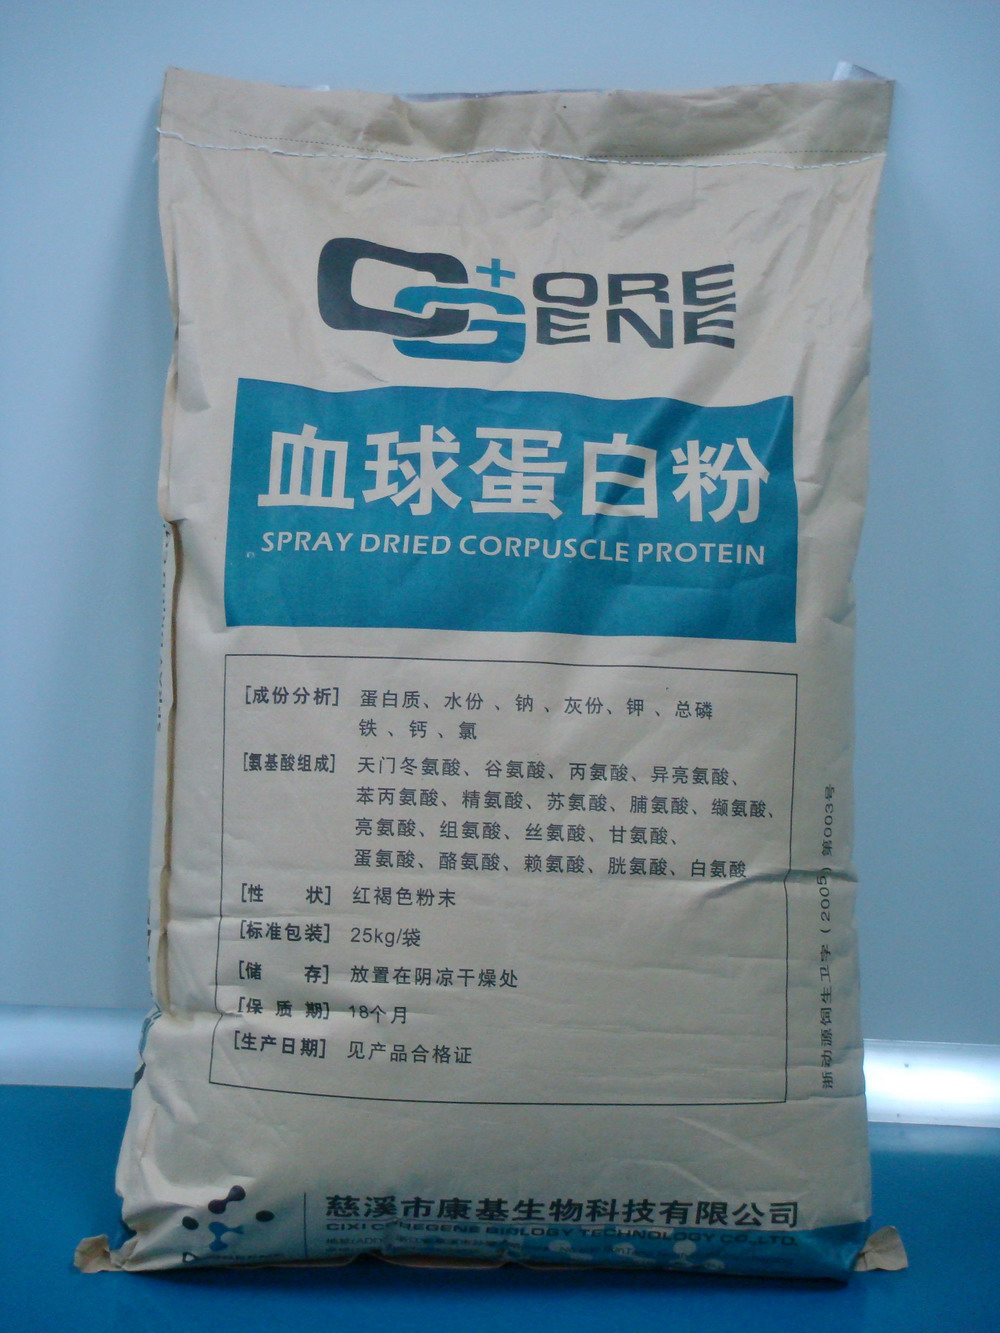 CG+ORE
GENE
血球蛋白粉
SPRAY DRIED CORPUSCLE PROTEIN
[成份分析] 蛋白质、水份、钠、灰份、钾、总磷
铁、钙、氯
[氨基酸组成] 天门冬氨酸、谷氨酸、丙氨酸、异亮氨酸、
苯丙氨酸、精氨酸、苏氨酸、脯氨酸、缬氨酸、
亮氨酸、组氨酸、丝氨酸、甘氨酸、
蛋氨酸、酪氨酸、赖氨酸、胱氨酸、白氨酸
[性 状] 红褐色粉末
[标准包装] 25kg/袋
[储 存] 放置在阴凉干燥处
[保 质 期] 18个月
[生产日期] 见产品合格证
浙动源饲生卫字（2005）第003号
慈溪市康基生物科技有限公司
CIXI COREGENE BIOLOGY TECHNOLOGY CO.,LTD.